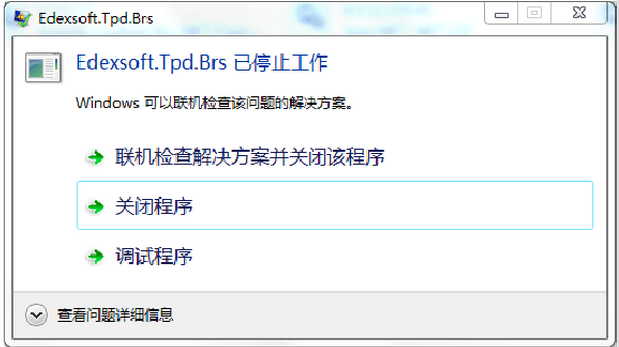 Edexsoft.Tpd.Brs
Edexsoft.Tpd.Brs 已停止工作
Windows 可以联机检查该问题的解决方案。
联机检查解决方案并关闭该程序
关闭程序
调试程序
查看问题详细信息